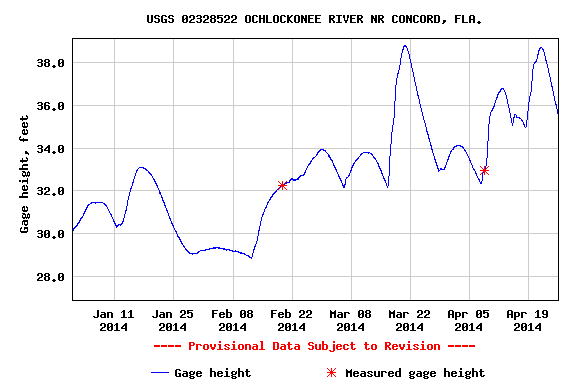 USGS 02328522 OCHLOCKONEE RIVER NR CONCORD, FLA.
Gage height, feet
38.0
36.0
34.0
32.0
30.0
28.0
Jan 11 2014
Jan 25 2014
Feb 08 2014
Feb 22 2014
Mar 08 2014
Mar 22 2014
Apr 05 2014
Apr 19 2014
---- Provisional Data Subject to Revision ----
Gage height
Measured gage height